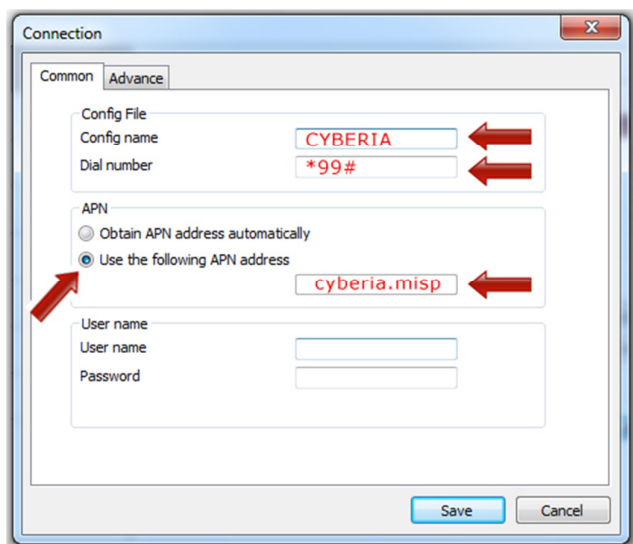 Connection
Common Advance
Config File
Config name CYBERIA
Dial number *99#
APN
Obtain APN address automatically
Use the following APN address
cyberia.misp
User name
User name
Password
Save Cancel